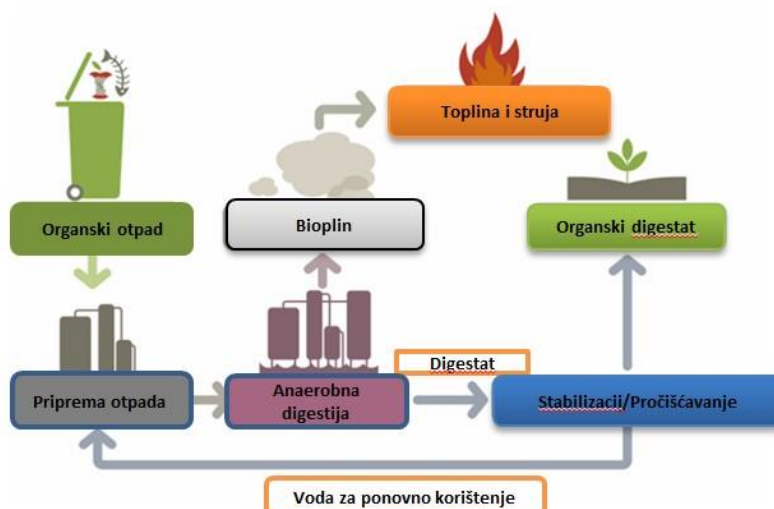 Toplina i struja
Organski otpad
Bioplin
Organski digestat
Digestat
Priprema otpada
Anaerobna
digestija
Stabilizacii/Pročišćavanje
Voda za ponovno korištenje